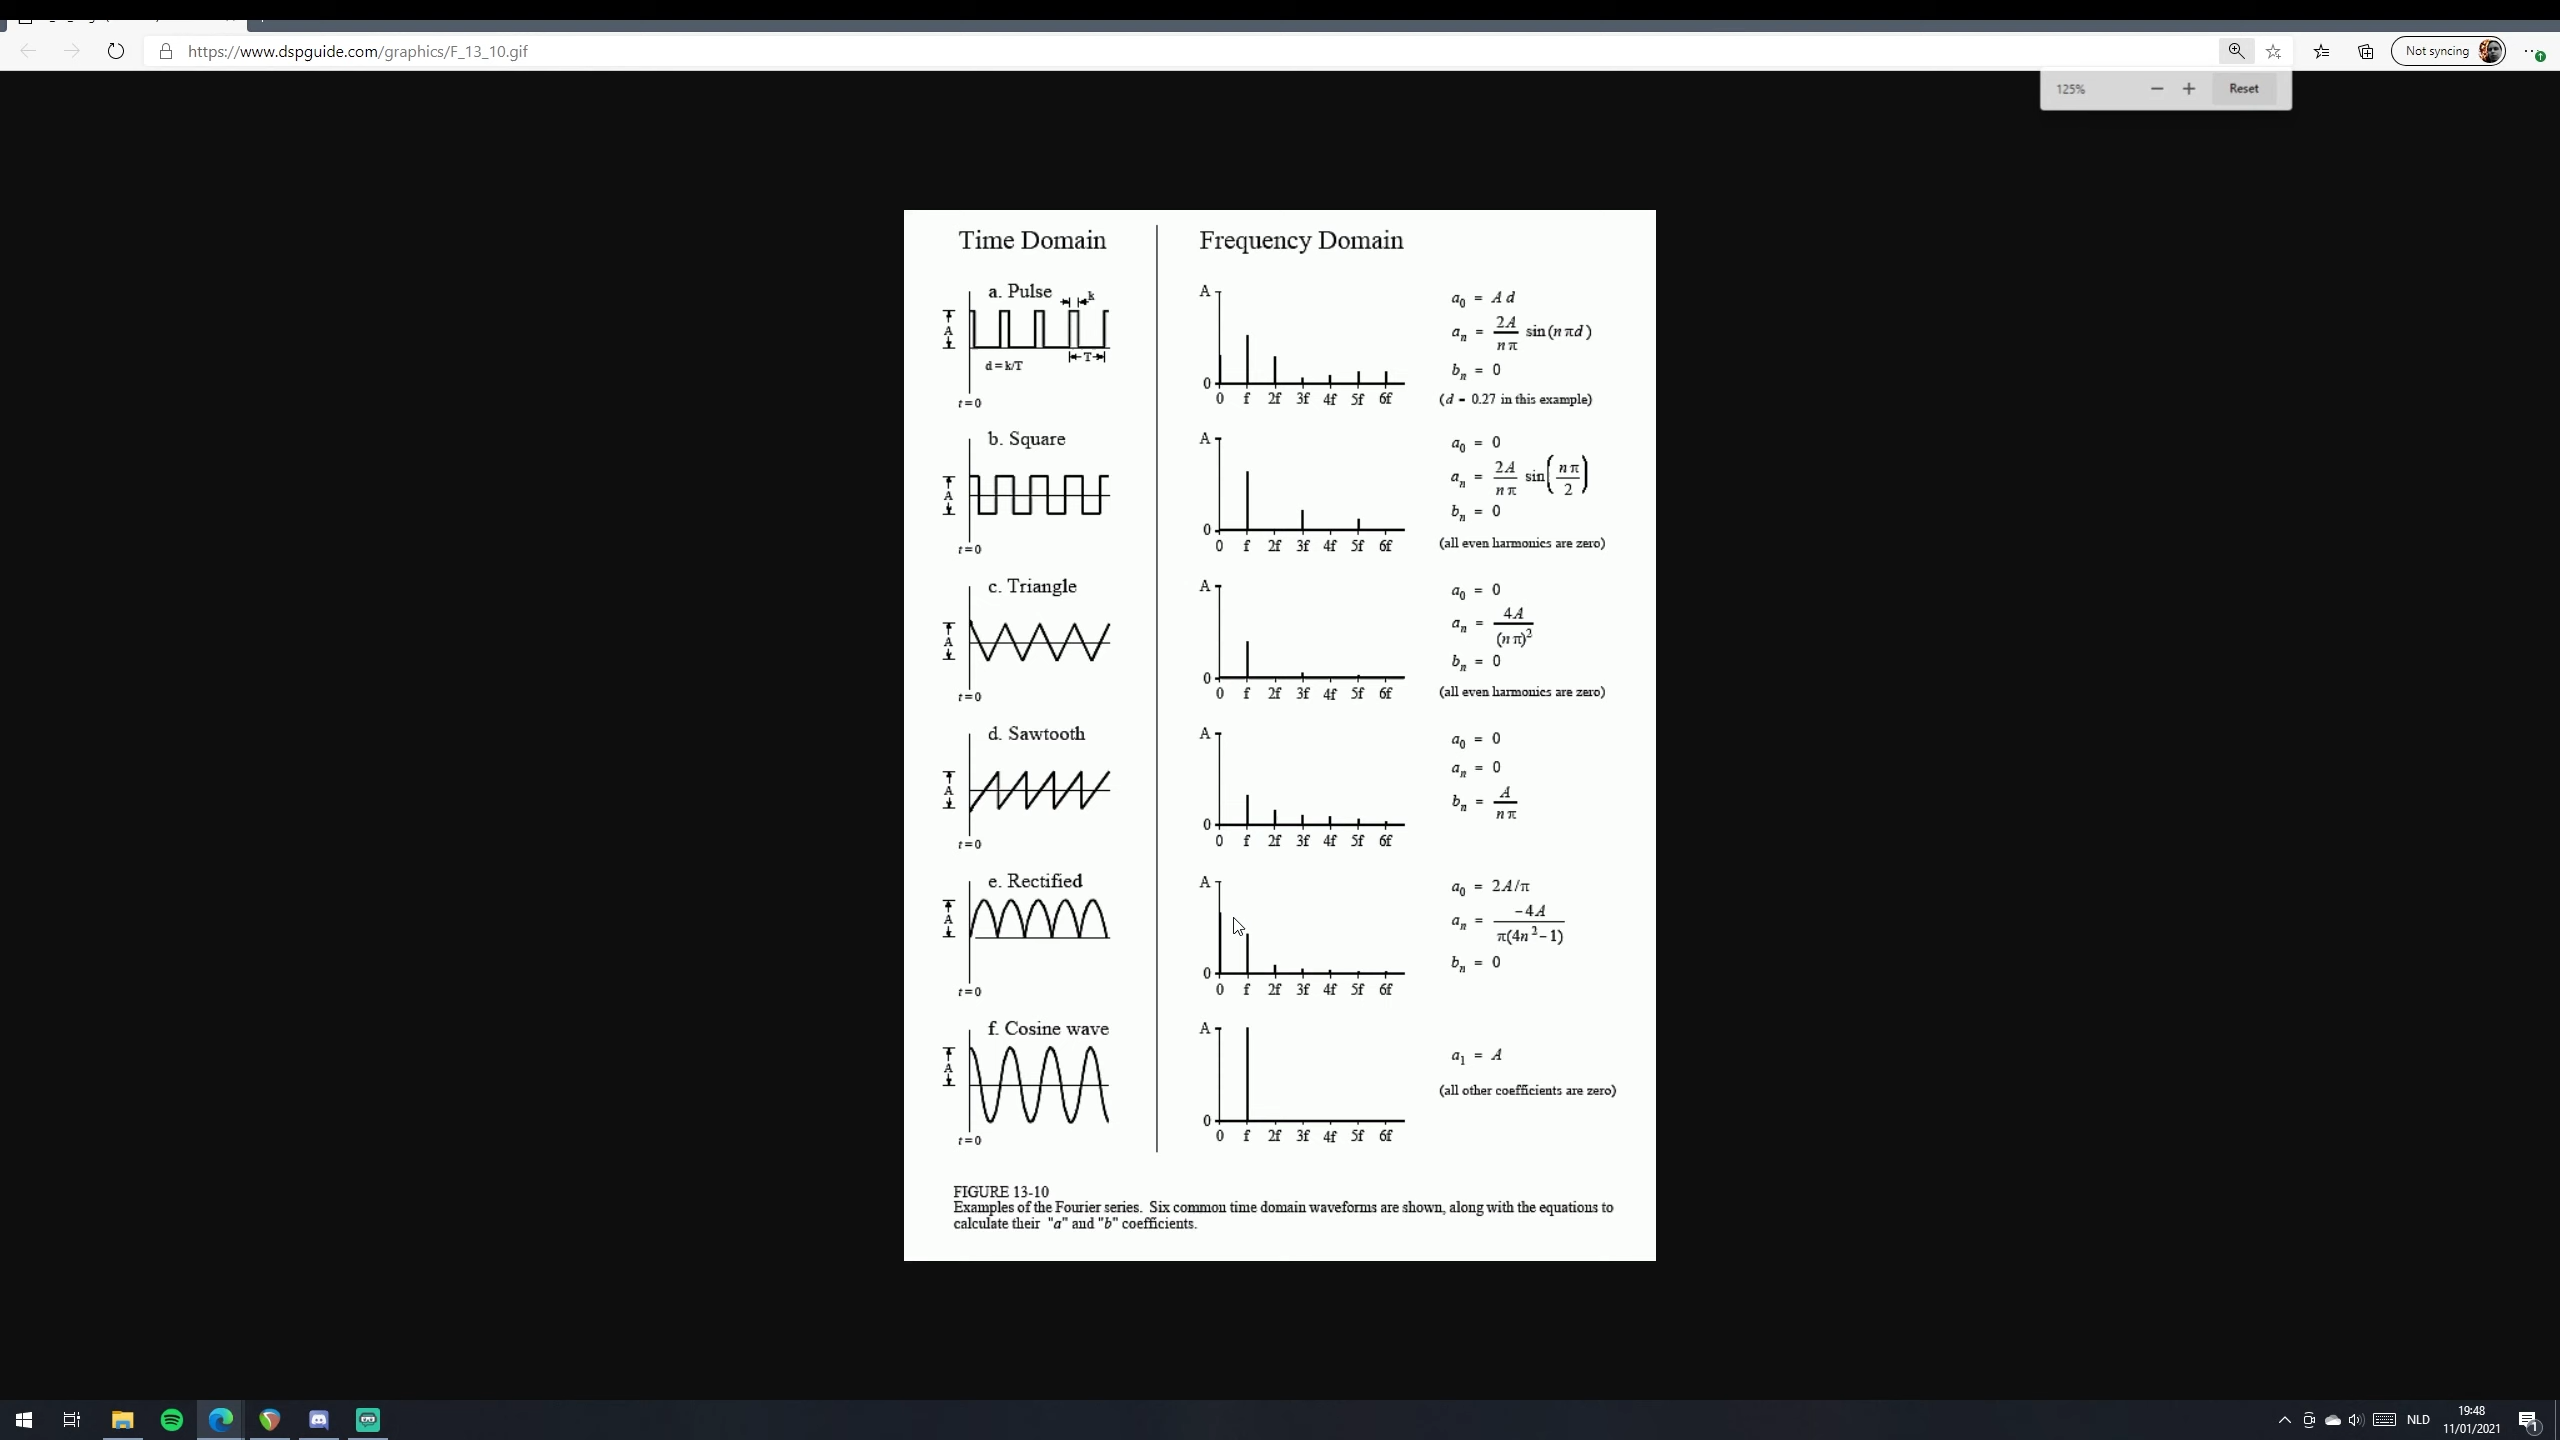 https://www.dspguide.com/graphics/F_13_10.gif
Not syncing
125%
Reset
Time Domain
Frequency Domain
a. Pulse
k
A
T
d = k/T
t = 0
A
0
0 f 2f 3f 4f 5f 6f
a0 = A d
an = 2A / nπ sin(nπd)
bn = 0
(d = 0.27 in this example)
b. Square
A
t = 0
A
0
0 f 2f 3f 4f 5f 6f
a0 = 0
an = 2A / nπ sin(nπ / 2)
bn = 0
(all even harmonics are zero)
c. Triangle
A
t = 0
A
0
0 f 2f 3f 4f 5f 6f
a0 = 0
an = 4A / (nπ)²
bn = 0
(all even harmonics are zero)
d. Sawtooth
A
t = 0
A
0
0 f 2f 3f 4f 5f 6f
a0 = 0
an = 0
bn = A / nπ
e. Rectified
A
t = 0
A
0
0 f 2f 3f 4f 5f 6f
a0 = 2A/π
an = -4A / π(4n²-1)
bn = 0
f. Cosine wave
A
t = 0
A
0
0 f 2f 3f 4f 5f 6f
a1 = A
(all other coefficients are zero)
FIGURE 13-10
Examples of the Fourier series. Six common time domain waveforms are shown, along with the equations to
calculate their "a" and "b" coefficients.
NLD
19:48
11/01/2021
1